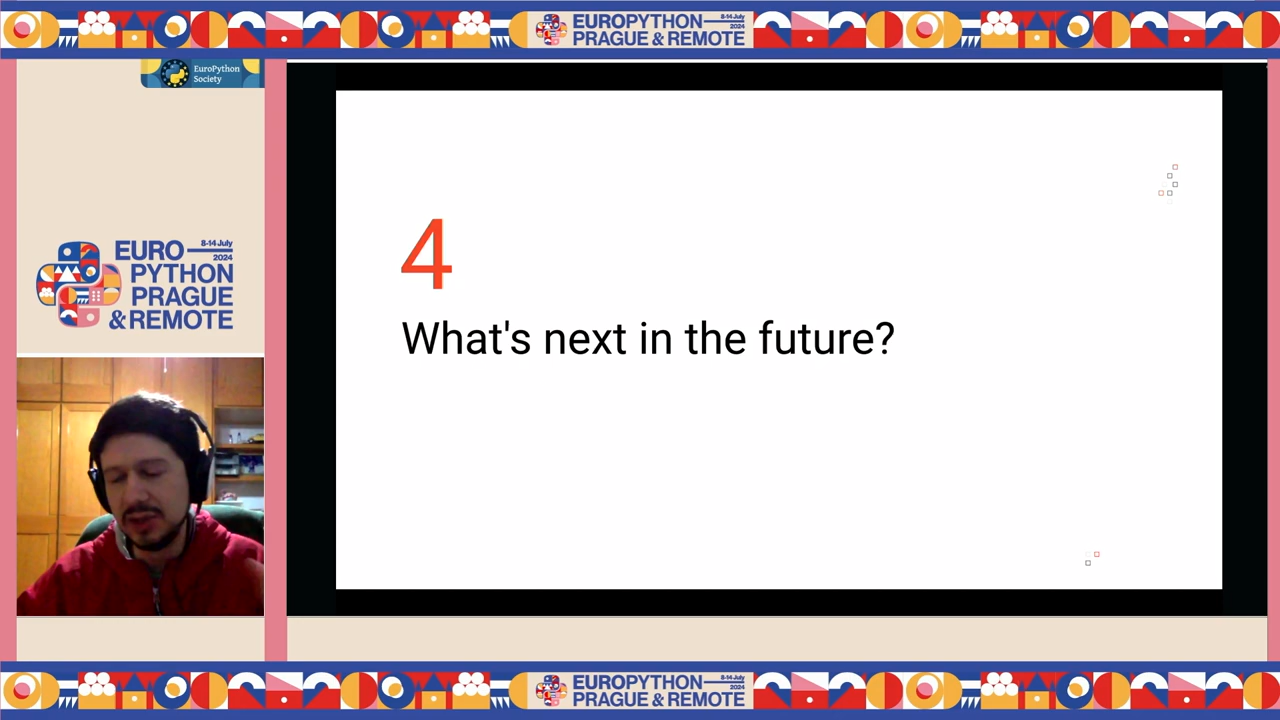 EUROPYTHON
8-14 July
2024
PRAGUE & REMOTE
EuroPython
Society
4
What's next in the future?
EURO
8-14 July
2024
PYTHON
PRAGUE
& REMOTE
EUROPYTHON
8-14 July
2024
PRAGUE & REMOTE